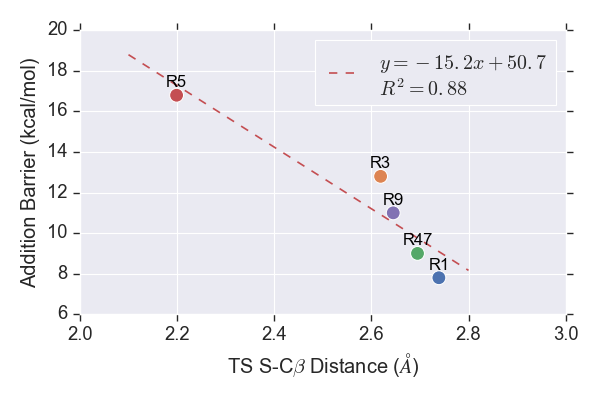 20
18
16
14
12
10
8
6
Addition Barrier (kcal/mol)
y = −15.2x + 50.7
R² = 0.88
R5
R3
R9
R47
R1
2.0 2.2 2.4 2.6 2.8 3.0
TS S-Cβ Distance (Å)